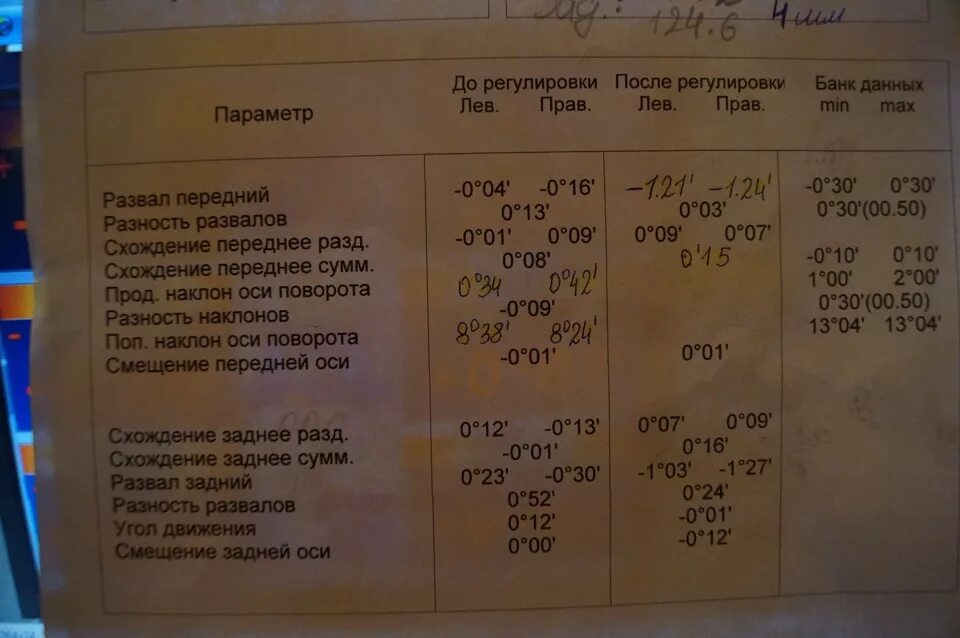 Зад.:
124.6 4мм
До регулировки После регулировки Банк данных
Параметр Лев. Прав. Лев. Прав. min max
Развал передний -0°04' -0°16' -1.21' -1.24' -0°30' 0°30'
Разность развалов 0°13' 0°03' 0°30'(00.50)
Схождение переднее разд. -0°01' 0°09' 0°09' 0°07'
Схождение переднее сумм. 0°08' 0'15 -0°10' 0°10'
Прод. наклон оси поворота 0°34 0°42' 1°00' 2°00'
Разность наклонов -0°09' 0°30'(00.50)
Поп. наклон оси поворота 8°38' 8°24' 13°04' 13°04'
Смещение передней оси -0°01' 0°01'
Схождение заднее разд. 0°12' -0°13' 0°07' 0°09'
Схождение заднее сумм. -0°01' 0°16'
Развал задний 0°23' -0°30' -1°03' -1°27'
Разность развалов 0°52' 0°24'
Угол движения 0°12' -0°01'
Смещение задней оси 0°00' -0°12'